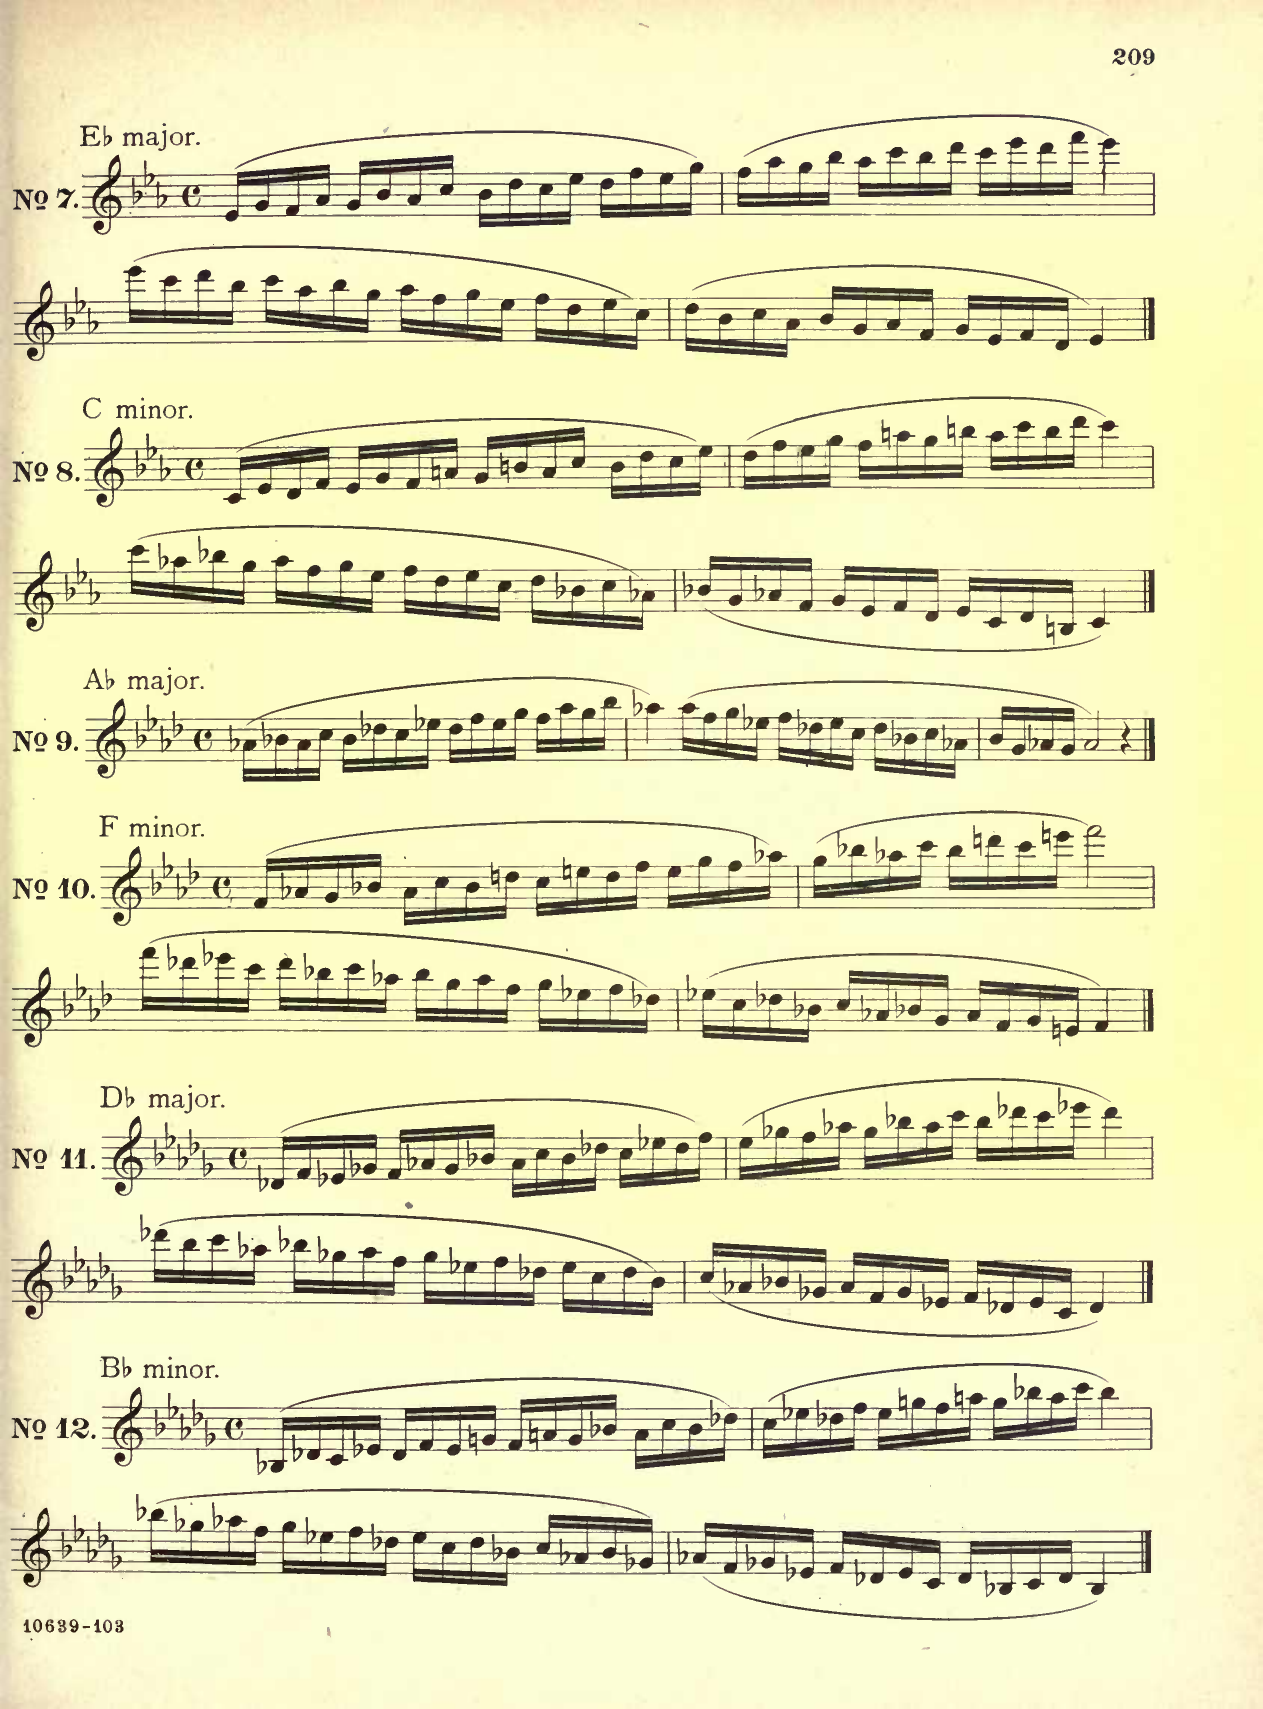 209
E♭ major.
No 7.
C minor.
No 8.
A♭ major.
No 9.
F minor.
No 10.
D♭ major.
No 11.
B♭ minor.
No 12.
10639-103